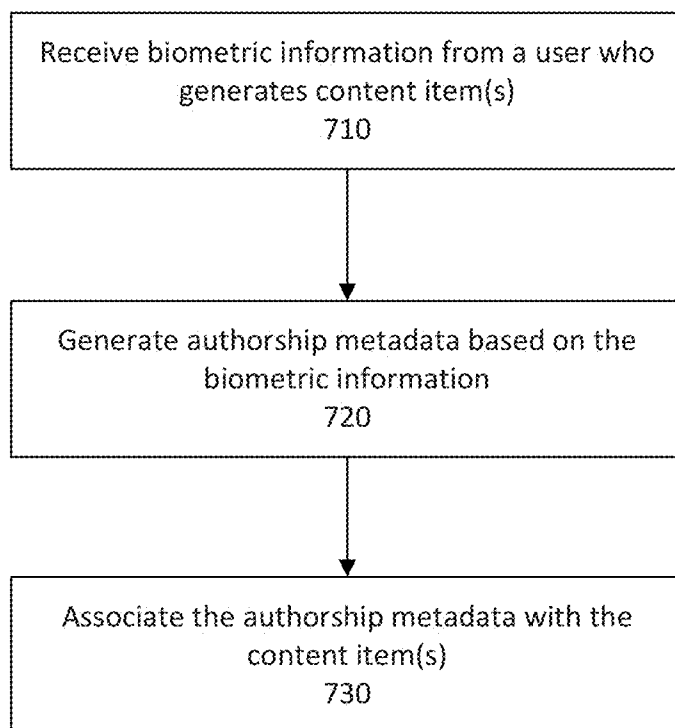 Receive biometric information from a user who
generates content item(s)
710
Generate authorship metadata based on the
biometric information
720
Associate the authorship metadata with the
content item(s)
730